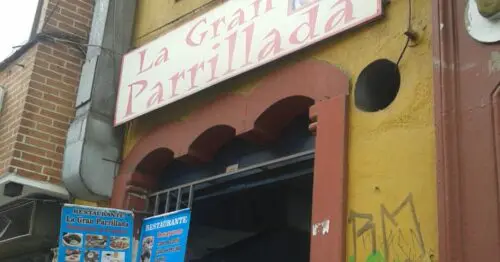 La Gran
Parrillada
RESTAURANTE
La Gran Parrillada
RESTAURANTE